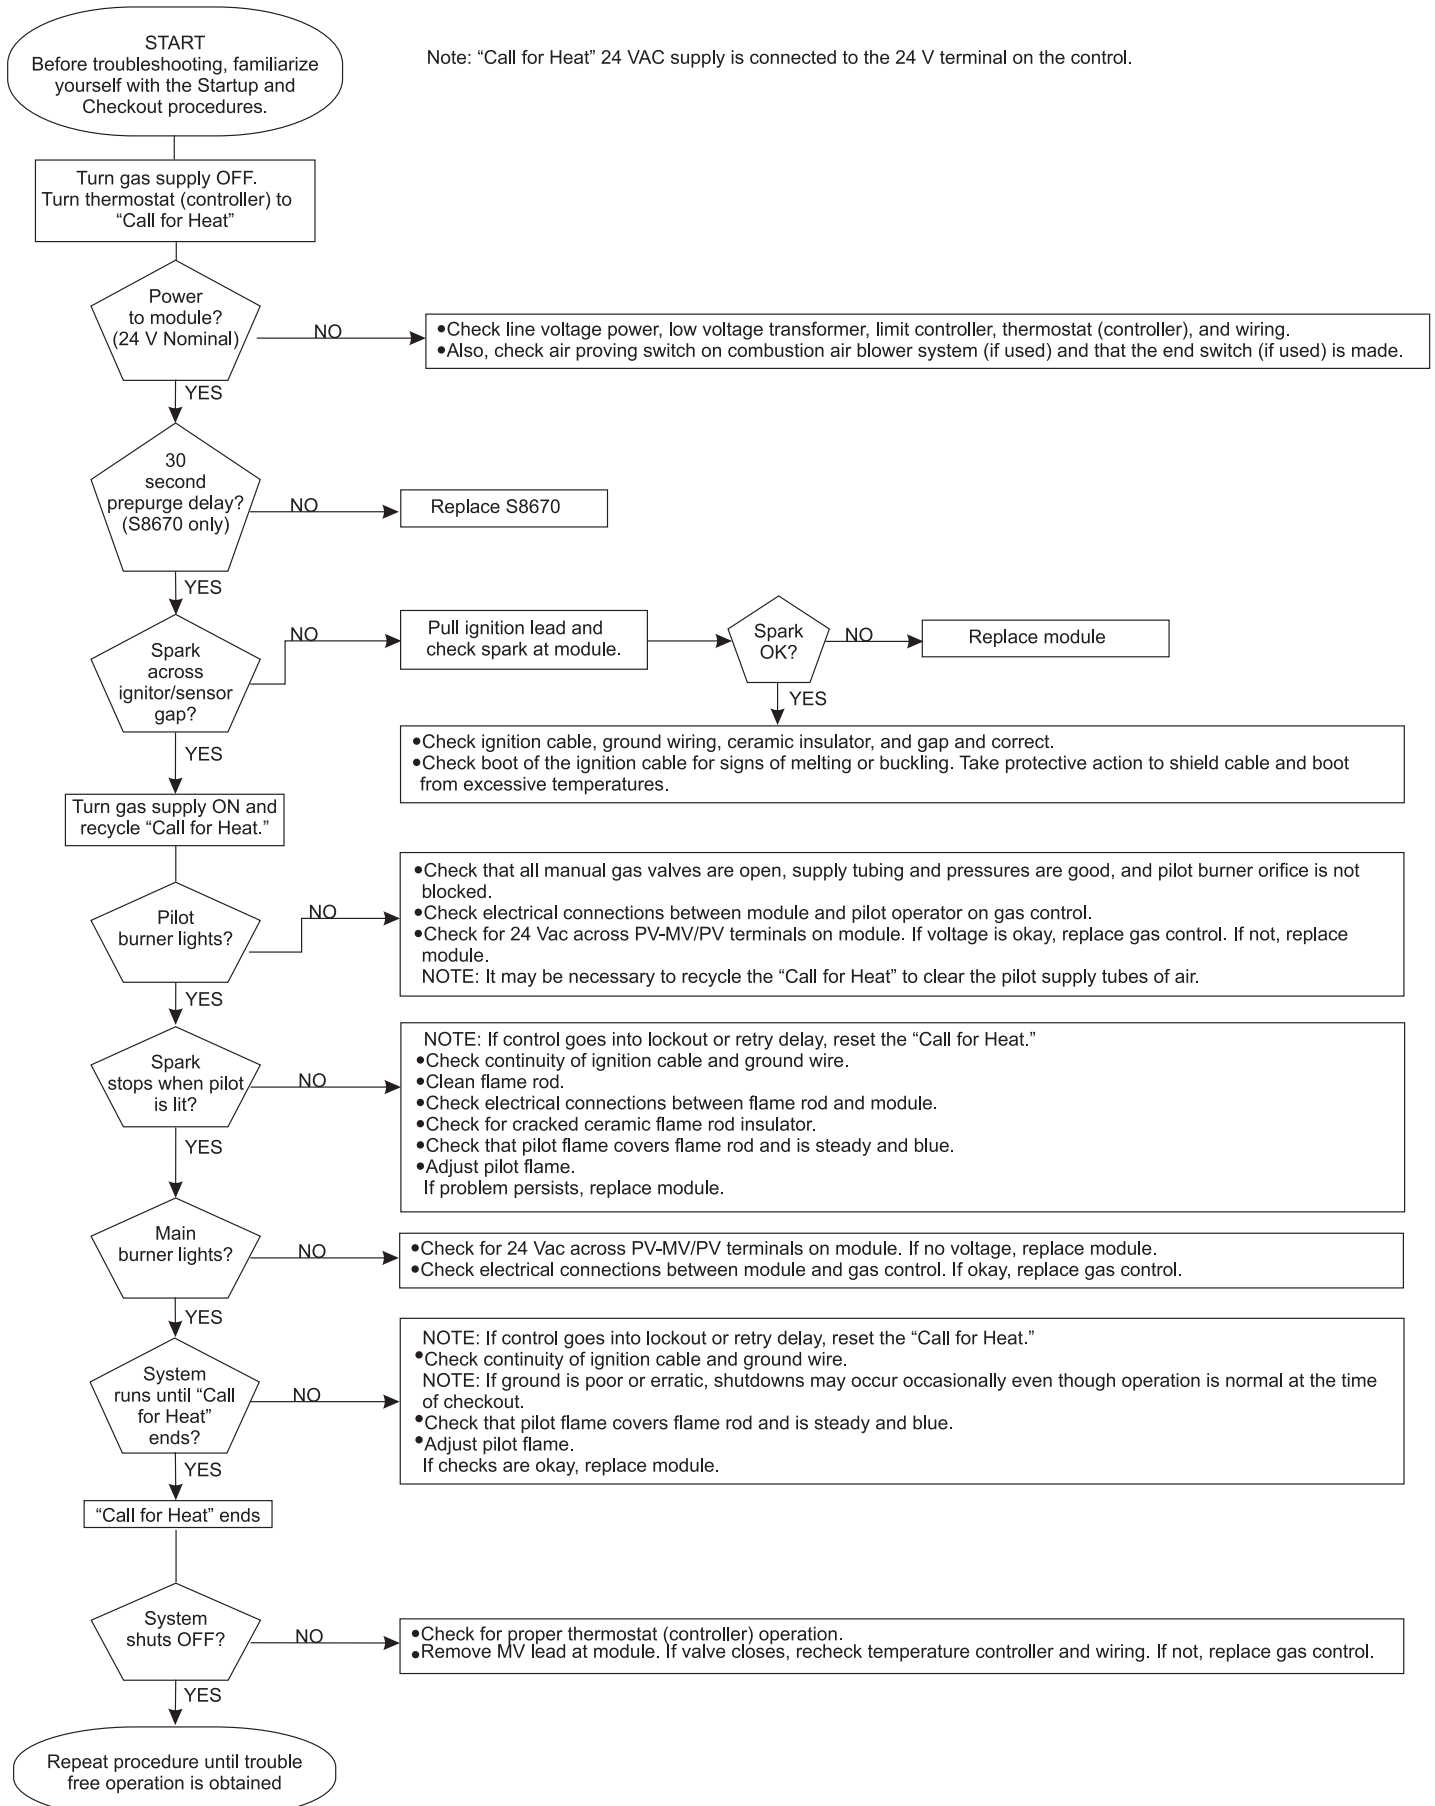 START
Before troubleshooting, familiarize
yourself with the Startup and
Checkout procedures.
Note: “Call for Heat” 24 VAC supply is connected to the 24 V terminal on the control.
Turn gas supply OFF.
Turn thermostat (controller) to
“Call for Heat”
Power
to module?
(24 V Nominal)
NO
•Check line voltage power, low voltage transformer, limit controller, thermostat (controller), and wiring.
•Also, check air proving switch on combustion air blower system (if used) and that the end switch (if used) is made.
YES
30
second
prepurge delay?
(S8670 only)
NO
Replace S8670
YES
Spark
across
ignitor/sensor
gap?
NO
Pull ignition lead and
check spark at module.
Spark
OK?
NO
Replace module
YES
•Check ignition cable, ground wiring, ceramic insulator, and gap and correct.
•Check boot of the ignition cable for signs of melting or buckling. Take protective action to shield cable and boot
from excessive temperatures.
YES
Turn gas supply ON and
recycle “Call for Heat.”
Pilot
burner lights?
NO
•Check that all manual gas valves are open, supply tubing and pressures are good, and pilot burner orifice is not
blocked.
•Check electrical connections between module and pilot operator on gas control.
•Check for 24 Vac across PV-MV/PV terminals on module. If voltage is okay, replace gas control. If not, replace
module.
NOTE: It may be necessary to recycle the “Call for Heat” to clear the pilot supply tubes of air.
YES
Spark
stops when pilot
is lit?
NO
NOTE: If control goes into lockout or retry delay, reset the “Call for Heat.”
•Check continuity of ignition cable and ground wire.
•Clean flame rod.
•Check electrical connections between flame rod and module.
•Check for cracked ceramic flame rod insulator.
•Check that pilot flame covers flame rod and is steady and blue.
•Adjust pilot flame.
If problem persists, replace module.
YES
Main
burner lights?
NO
•Check for 24 Vac across PV-MV/PV terminals on module. If no voltage, replace module.
•Check electrical connections between module and gas control. If okay, replace gas control.
YES
System
runs until “Call
for Heat”
ends?
NO
NOTE: If control goes into lockout or retry delay, reset the “Call for Heat.”
•Check continuity of ignition cable and ground wire.
NOTE: If ground is poor or erratic, shutdowns may occur occasionally even though operation is normal at the time
of checkout.
•Check that pilot flame covers flame rod and is steady and blue.
•Adjust pilot flame.
If checks are okay, replace module.
YES
“Call for Heat” ends
System
shuts OFF?
NO
•Check for proper thermostat (controller) operation.
•Remove MV lead at module. If valve closes, recheck temperature controller and wiring. If not, replace gas control.
YES
Repeat procedure until trouble
free operation is obtained